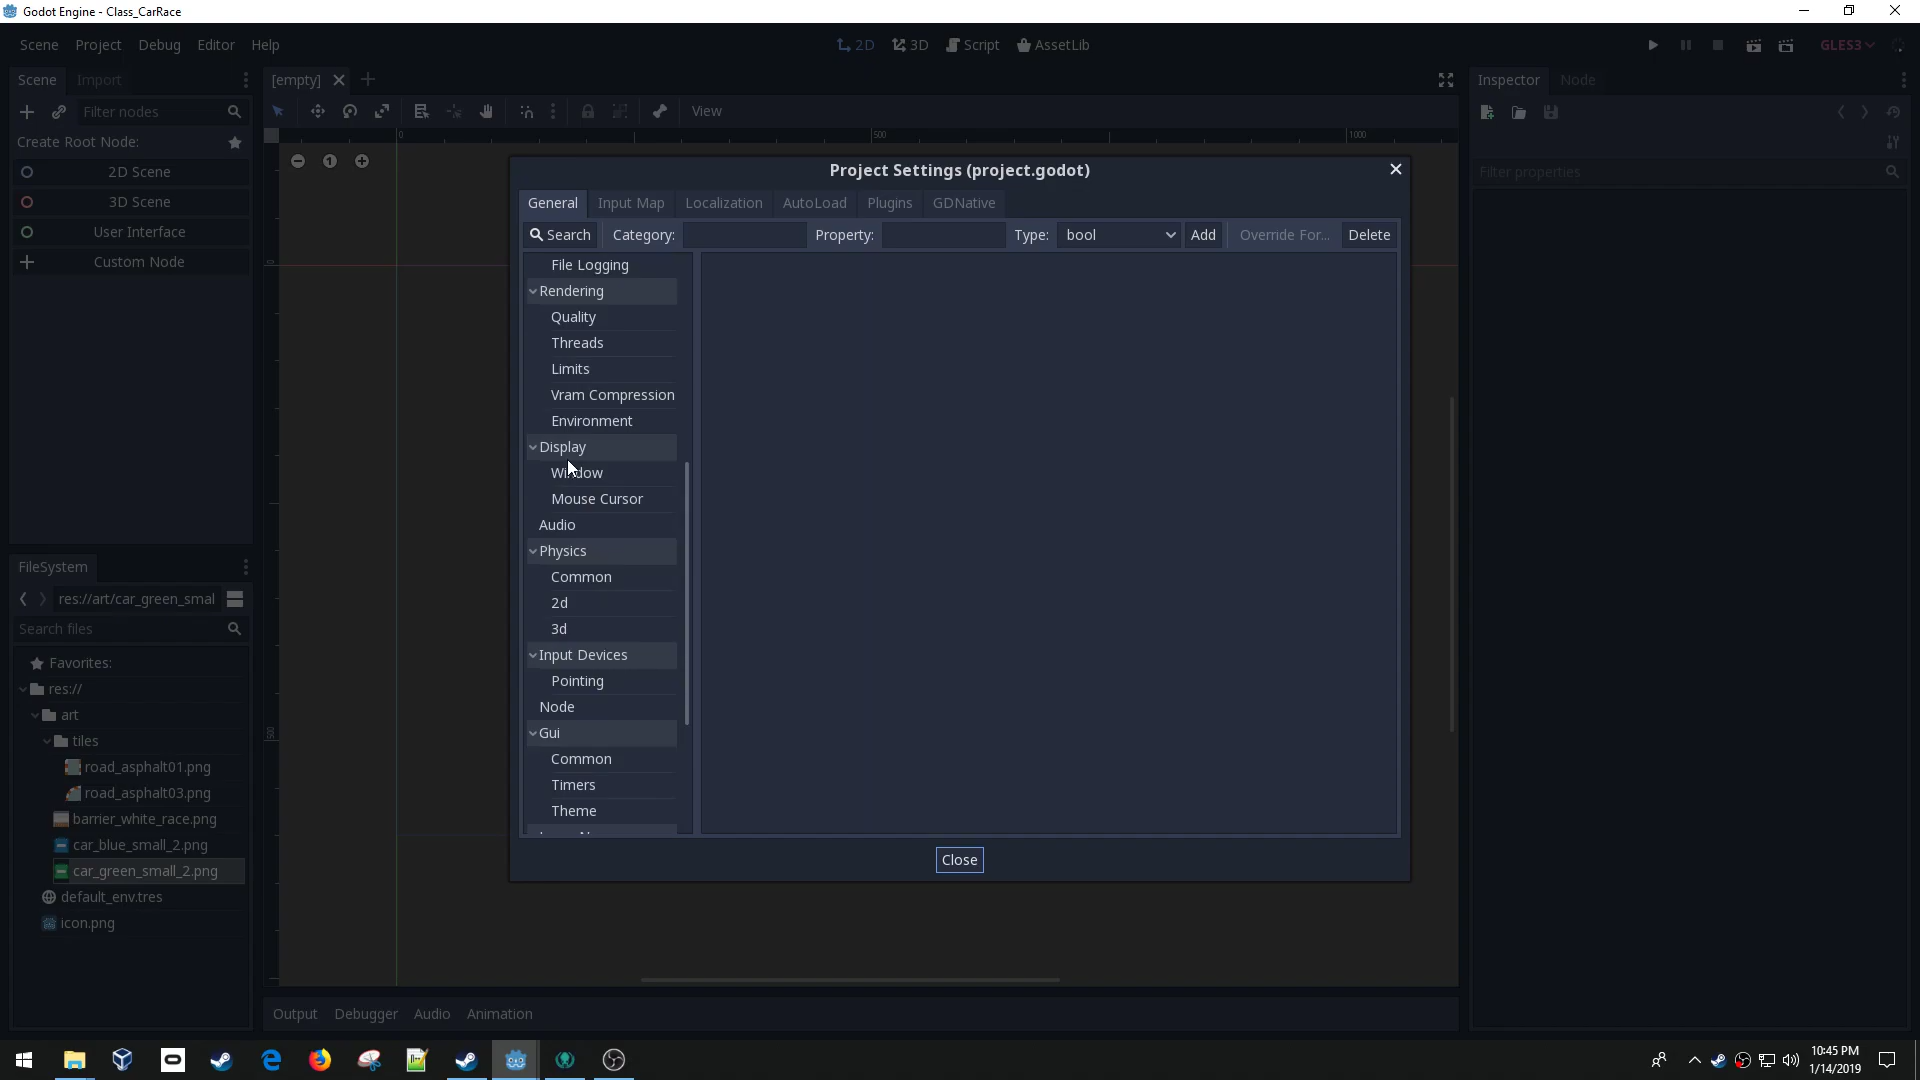 Godot Engine - Class_CarRace
Scene Project Debug Editor Help
2D 3D Script AssetLib
GLES3
Scene Import
[empty]
Inspector Node
Filter nodes
View
Create Root Node:
2D Scene
3D Scene
User Interface
Custom Node
0 500 1000
1
0
500
Filter properties
Project Settings (project.godot)
General Input Map Localization AutoLoad Plugins GDNative
Search Category: Property: Type: bool Add Override For... Delete
File Logging
Rendering
Quality
Threads
Limits
Vram Compression
Environment
Display
Window
Mouse Cursor
Audio
Physics
Common
2d
3d
Input Devices
Pointing
Node
Gui
Common
Timers
Theme
Close
FileSystem
res://art/car_green_smal
Search files
Favorites:
res://
art
tiles
road_asphalt01.png
road_asphalt03.png
barrier_white_race.png
car_blue_small_2.png
car_green_small_2.png
default_env.tres
icon.png
Output Debugger Audio Animation
10:45 PM
1/14/2019